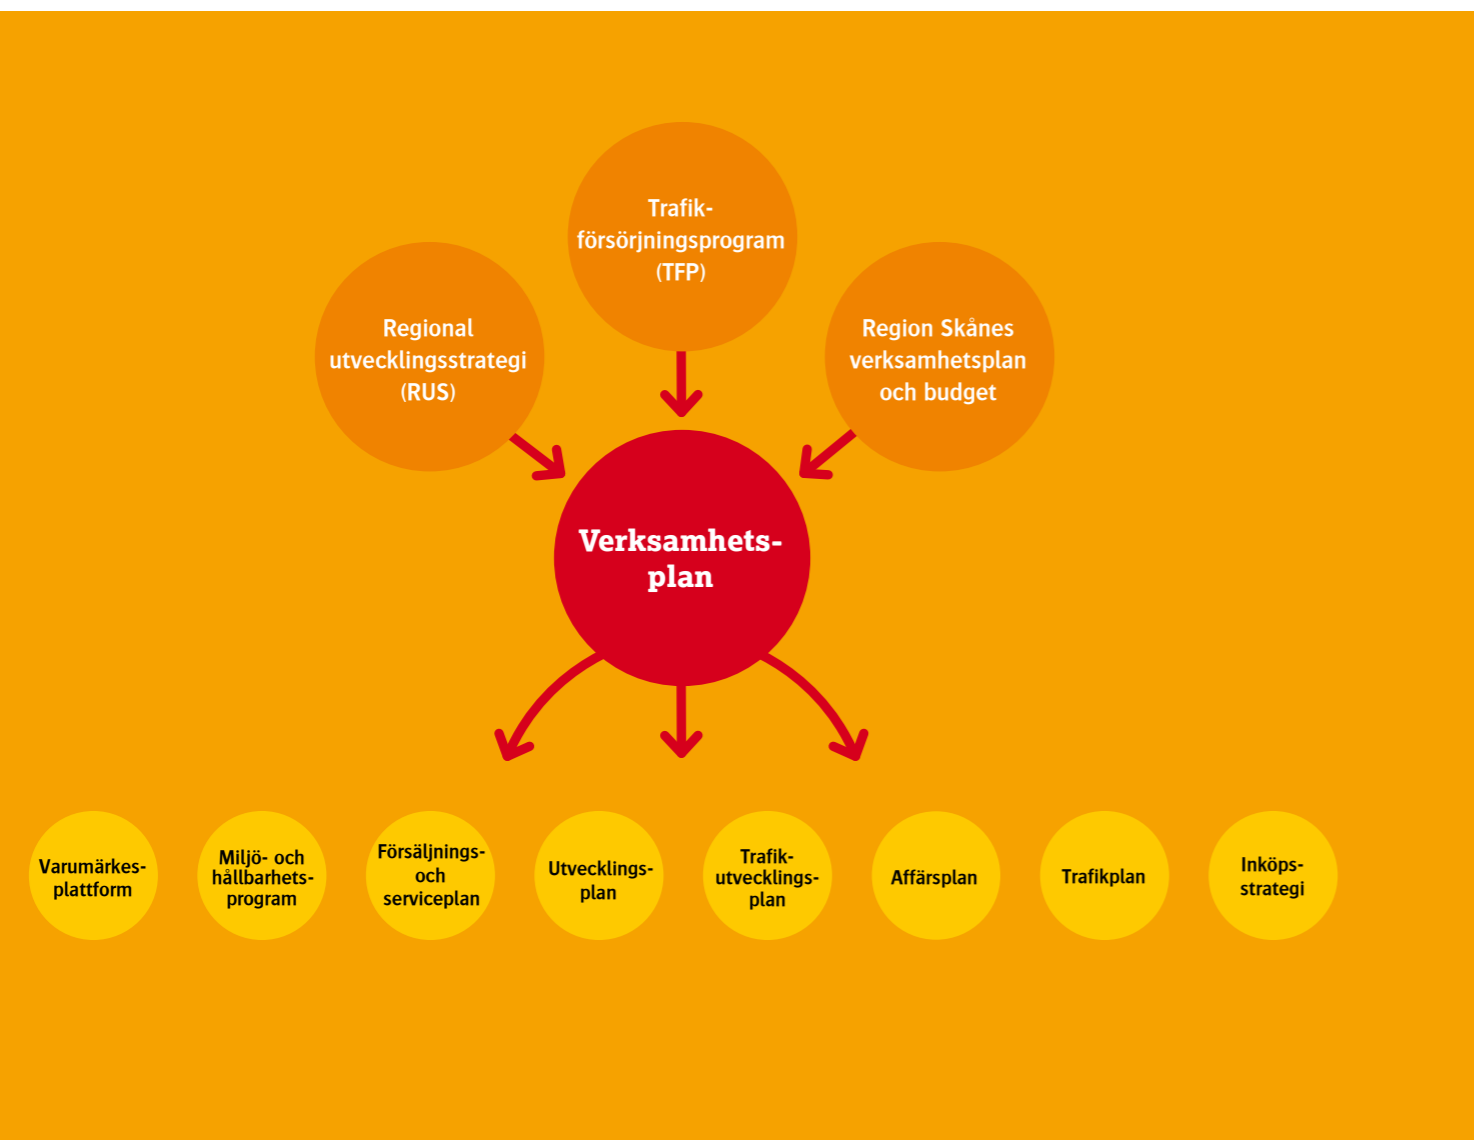 Trafik-
försörjningsprogram
(TFP)
Regional
utvecklingsstrategi
(RUS)
Region Skånes
verksamhetsplan
och budget
Verksamhets-
plan
Varumärkes-
plattform
Miljö- och
hållbarhets-
program
Försäljnings-
och
serviceplan
Utvecklings-
plan
Trafik-
utvecklings-
plan
Affärsplan
Trafikplan
Inköps-
strategi